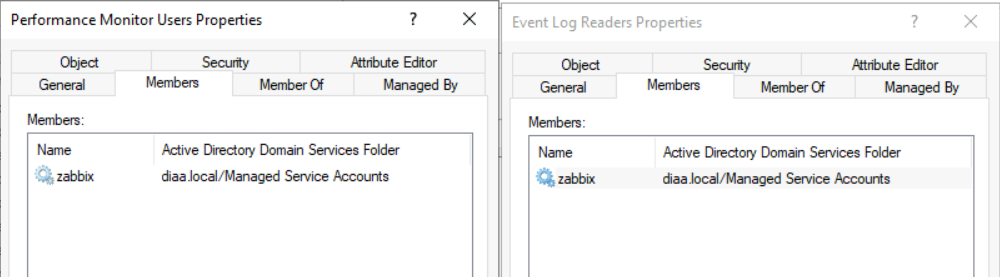 Performance Monitor Users Properties ? ×
Object Security Attribute Editor
General Members Member Of Managed By
Members:
Name Active Directory Domain Services Folder
zabbix diaa.local/Managed Service Accounts
Event Log Readers Properties ? ×
Object Security Attribute Editor
General Members Member Of Managed By
Members:
Name Active Directory Domain Services Folder
zabbix diaa.local/Managed Service Accounts